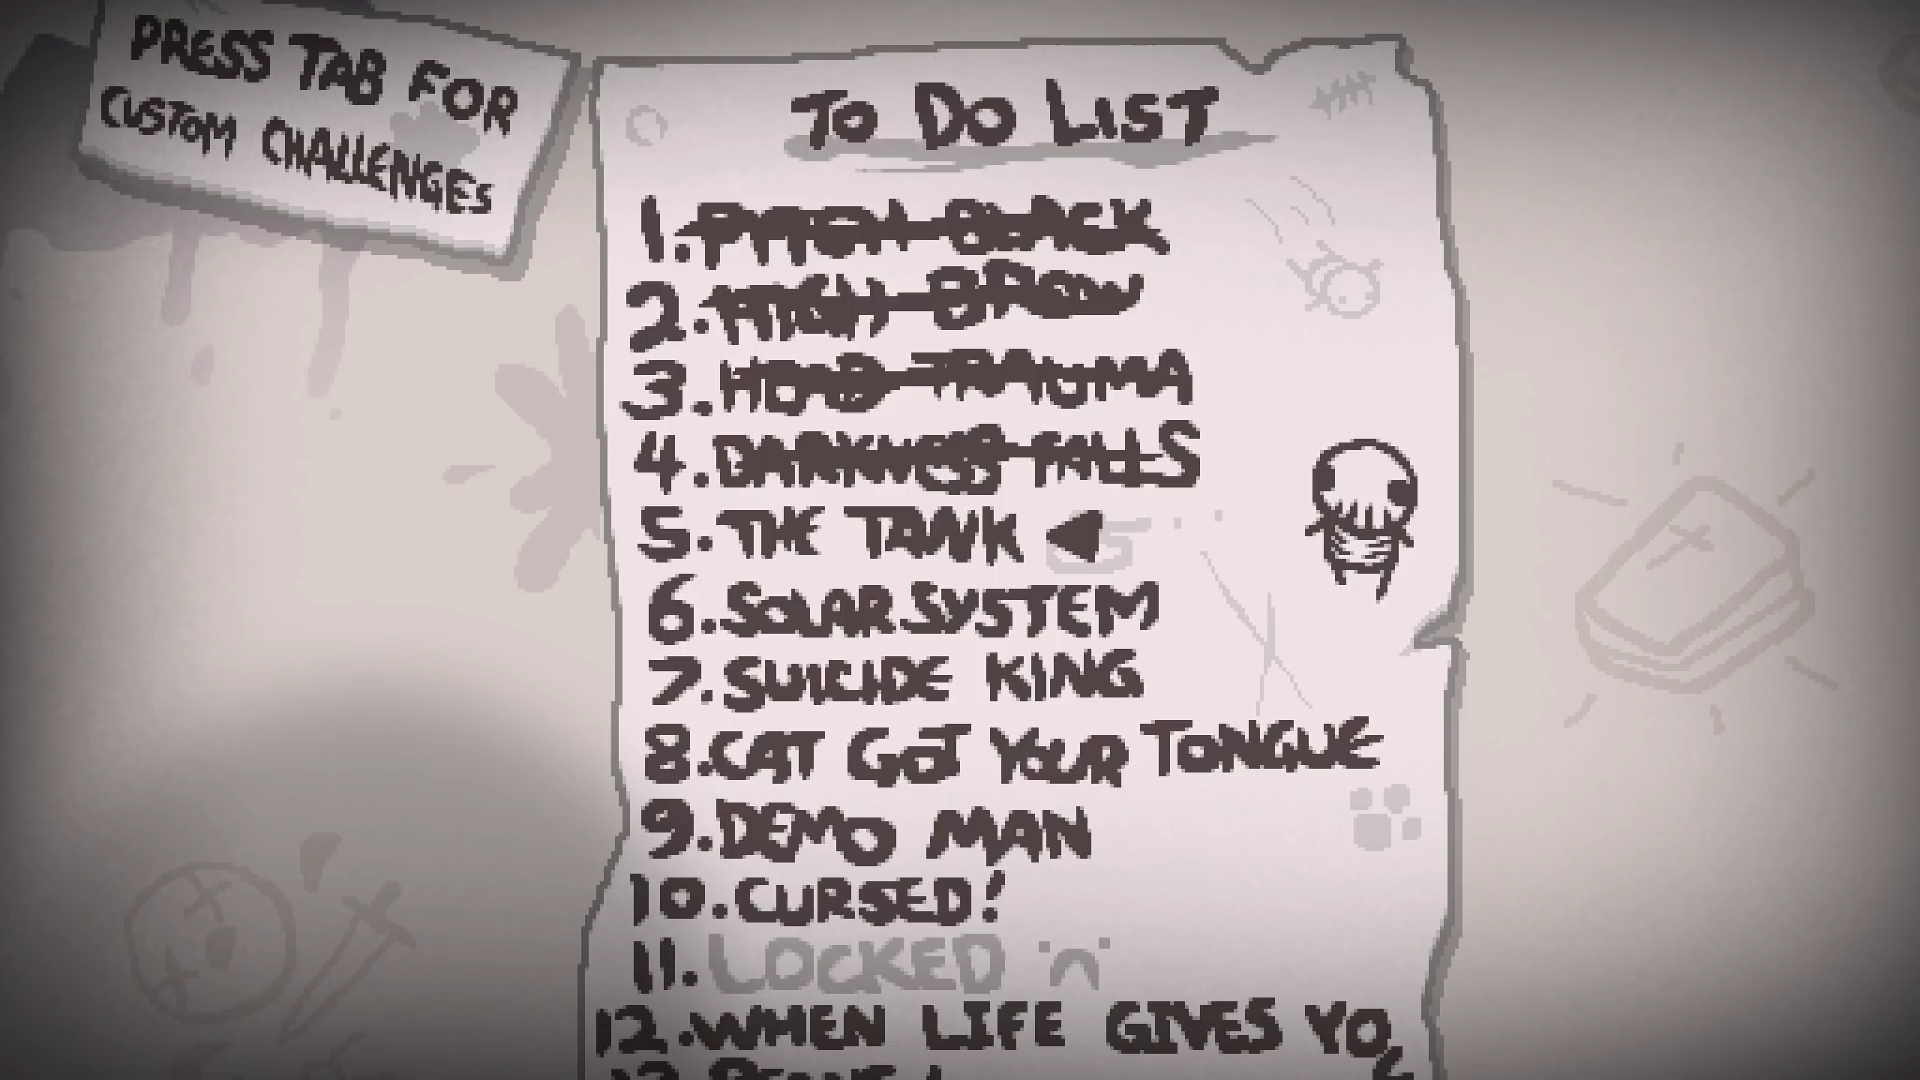 PRESS TAB FOR
CUSTOM CHALLENGES
TO DO LIST
1. PITCH BLACK
2. HIGH BROW
3. HEAD TRAUMA
4. DARKNESS FALLS
5. THE TANK
6. SOLAR SYSTEM
7. SUICIDE KING
8. CAT GOT YOUR TONGUE
9. DEMO MAN
10. CURSED!
11. LOCKED
12. WHEN LIFE GIVES YO